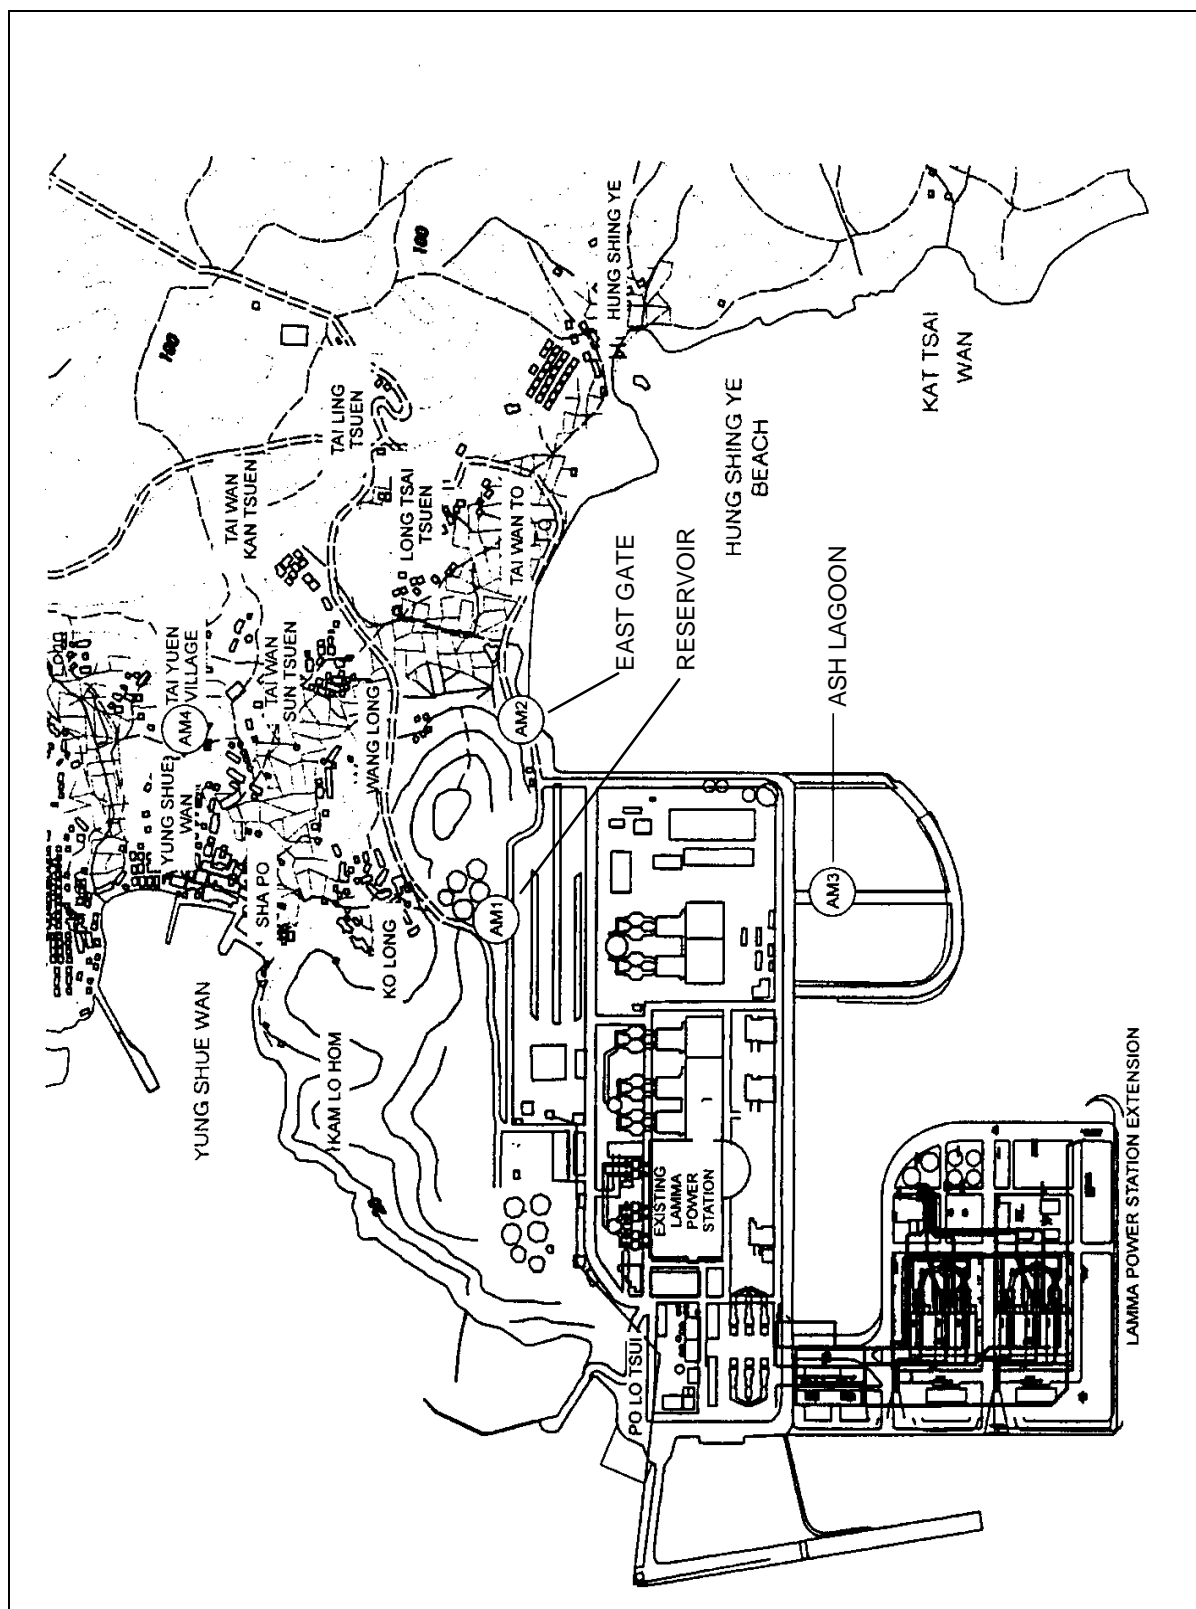 YUNG SHUE WAN
YUNG SHUE
WAN
AM4
TAI YUEN
VILLAGE
TAI WAN
KAN TSUEN
100
SHA PO
TAI WAN
SUN TSUEN
TAI LING
TSUEN
KAM LO HOM
KO LONG
WANG LONG
LONG TSAI
TSUEN
100
AM1
AM2
TAI WAN TO
HUNG SHING YE
EAST GATE
RESERVOIR
HUNG SHING YE
BEACH
PO LO TSUI
EXISTING
LAMMA
POWER
STATION
AM3
ASH LAGOON
KAT TSAI
WAN
LAMMA POWER STATION EXTENSION